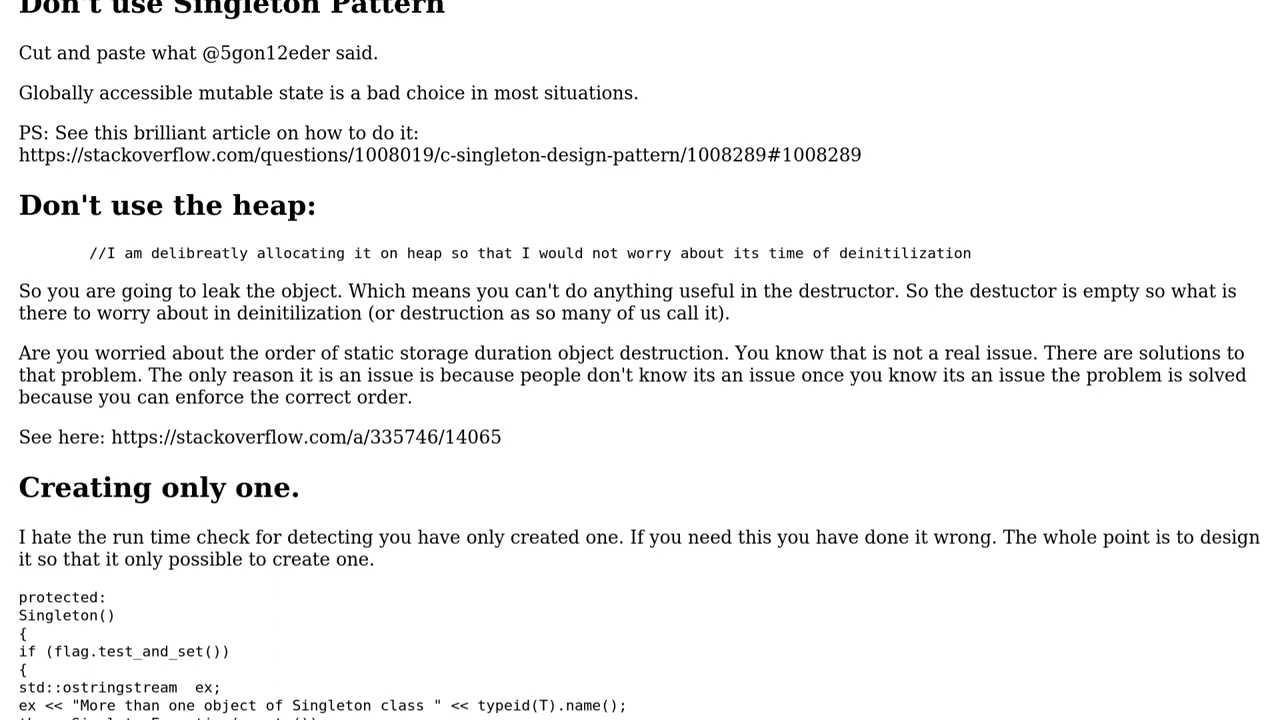 Don't use Singleton Pattern
Cut and paste what @5gon12eder said.
Globally accessible mutable state is a bad choice in most situations.
PS: See this brilliant article on how to do it:
https://stackoverflow.com/questions/1008019/c-singleton-design-pattern/1008289#1008289
Don't use the heap:
//I am delibreatly allocating it on heap so that I would not worry about its time of deinitilization
So you are going to leak the object. Which means you can't do anything useful in the destructor. So the destuctor is empty so what is
there to worry about in deinitilization (or destruction as so many of us call it).
Are you worried about the order of static storage duration object destruction. You know that is not a real issue. There are solutions to
that problem. The only reason it is an issue is because people don't know its an issue once you know its an issue the problem is solved
because you can enforce the correct order.
See here: https://stackoverflow.com/a/335746/14065
Creating only one.
I hate the run time check for detecting you have only created one. If you need this you have done it wrong. The whole point is to design
it so that it only possible to create one.
protected:
Singleton()
{
if (flag.test_and_set())
{
std::ostringstream  ex;
ex << "More than one object of Singleton class " << typeid(T).name();